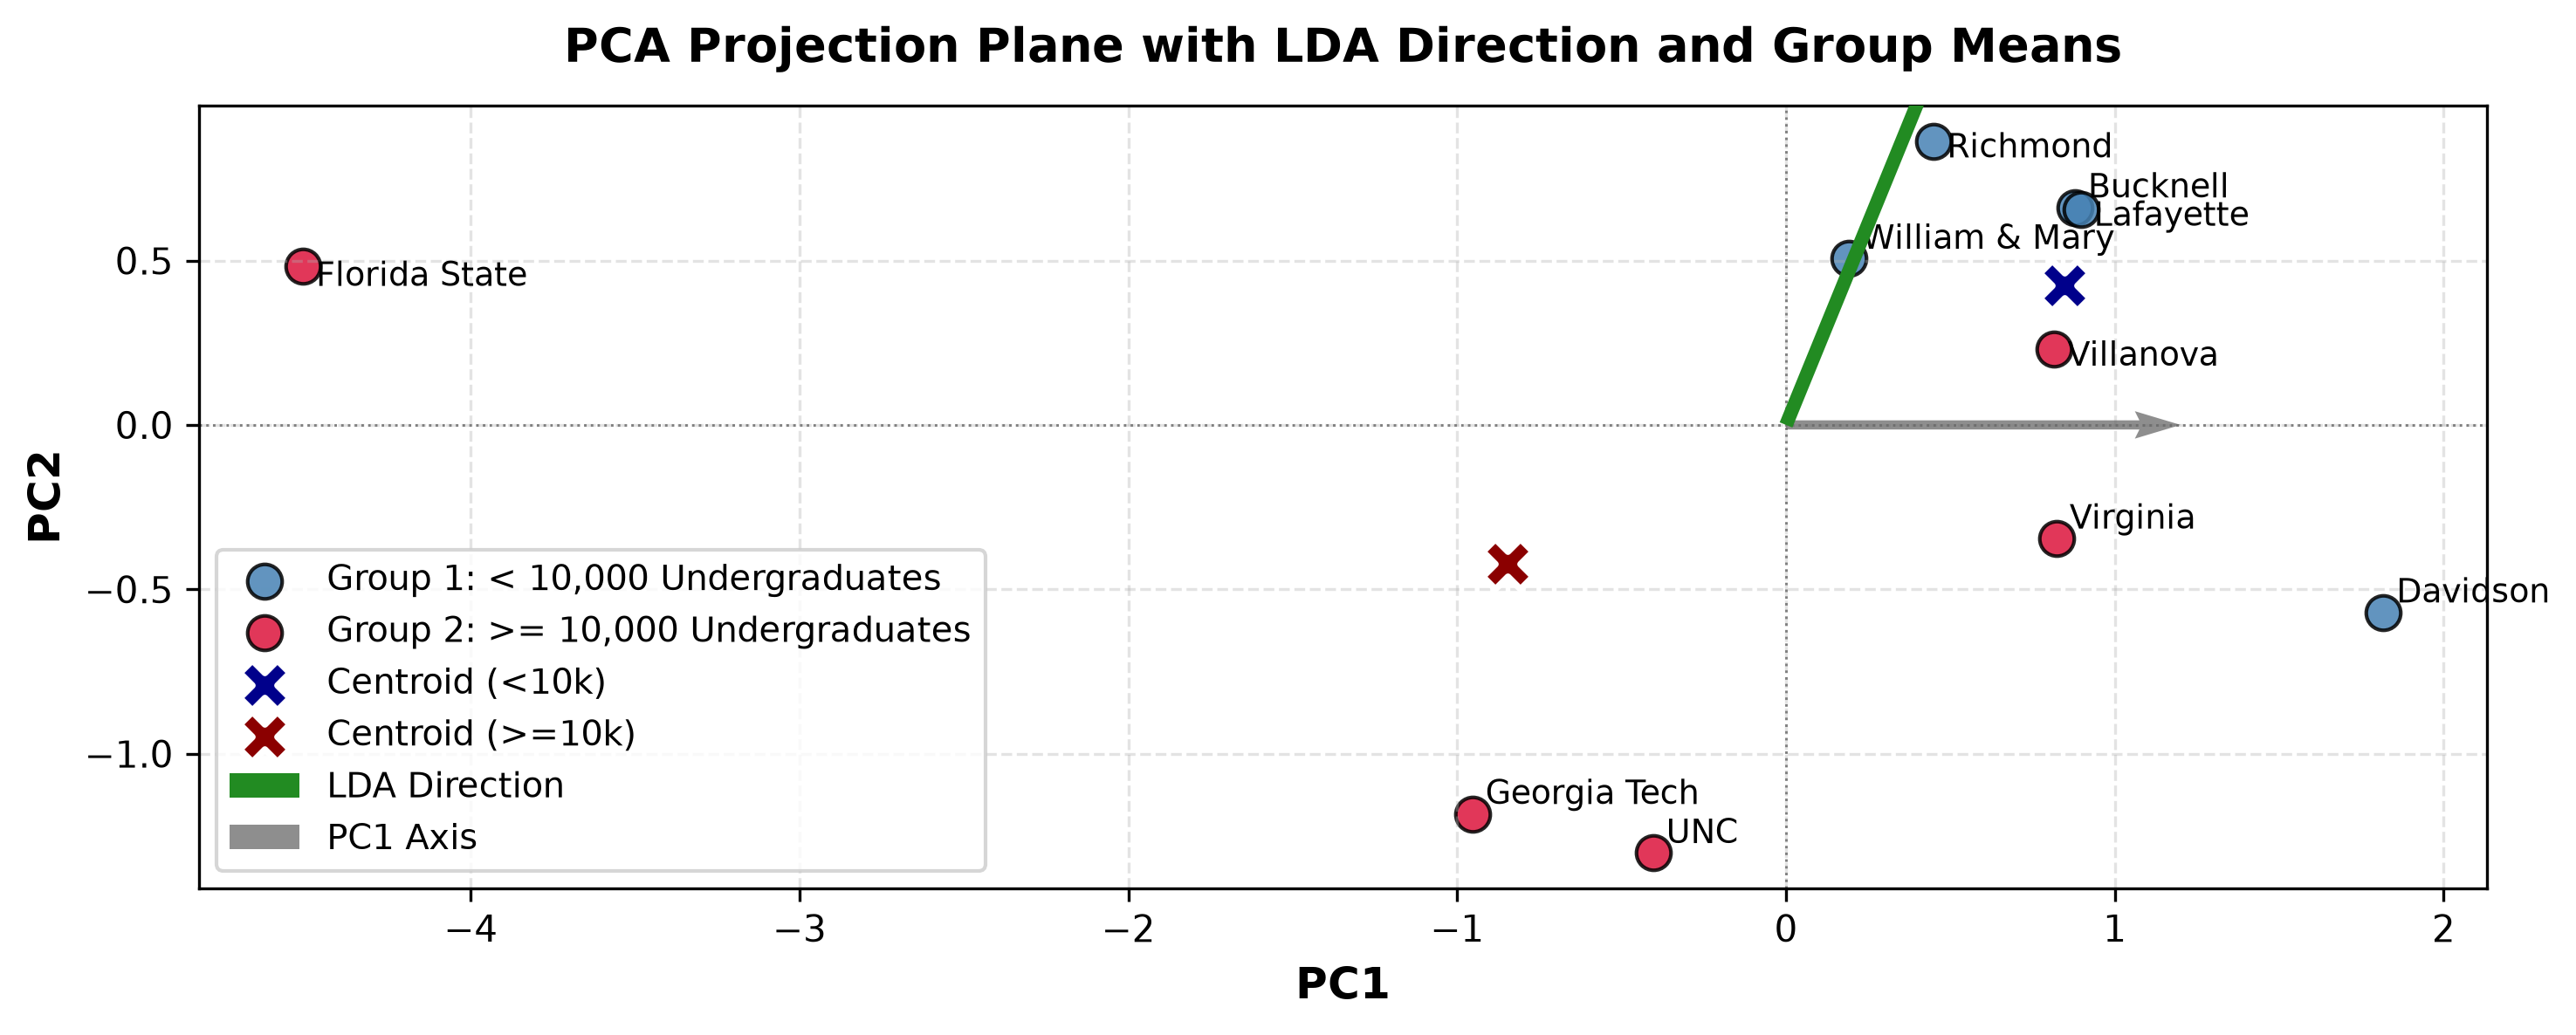 PCA Projection Plane with LDA Direction and Group Means
Richmond
Bucknell
Lafayette
William & Mary
Florida State
Villanova
Virginia
Davidson
Georgia Tech
UNC
0.5
0.0
−0.5
−1.0
PC2
Group 1: < 10,000 Undergraduates
Group 2: >= 10,000 Undergraduates
Centroid (<10k)
Centroid (>=10k)
LDA Direction
PC1 Axis
−4
−3
−2
−1
0
1
2
PC1